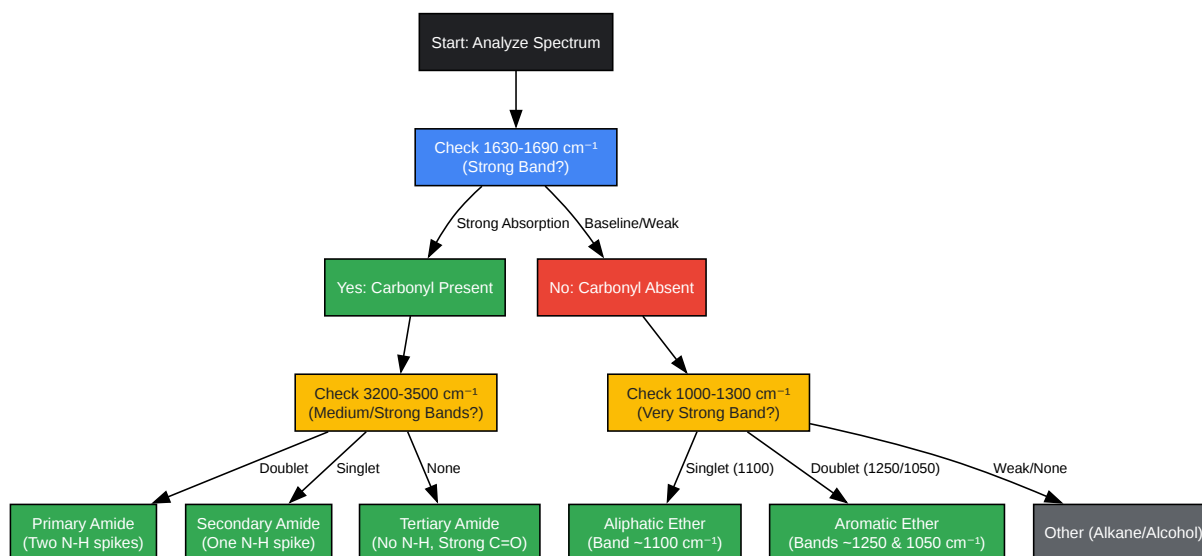 Start: Analyze Spectrum
Check 1630-1690 cm⁻¹
(Strong Band?)
Strong Absorption
Baseline/Weak
Yes: Carbonyl Present
No: Carbonyl Absent
Check 3200-3500 cm⁻¹
(Medium/Strong Bands?)
Check 1000-1300 cm⁻¹
(Very Strong Band?)
Doublet
Singlet
None
Singlet (1100)
Doublet (1250/1050)
Weak/None
Primary Amide
(Two N-H spikes)
Secondary Amide
(One N-H spike)
Tertiary Amide
(No N-H, Strong C=O)
Aliphatic Ether
(Band ~1100 cm⁻¹)
Aromatic Ether
(Bands ~1250 & 1050 cm⁻¹)
Other (Alkane/Alcohol)